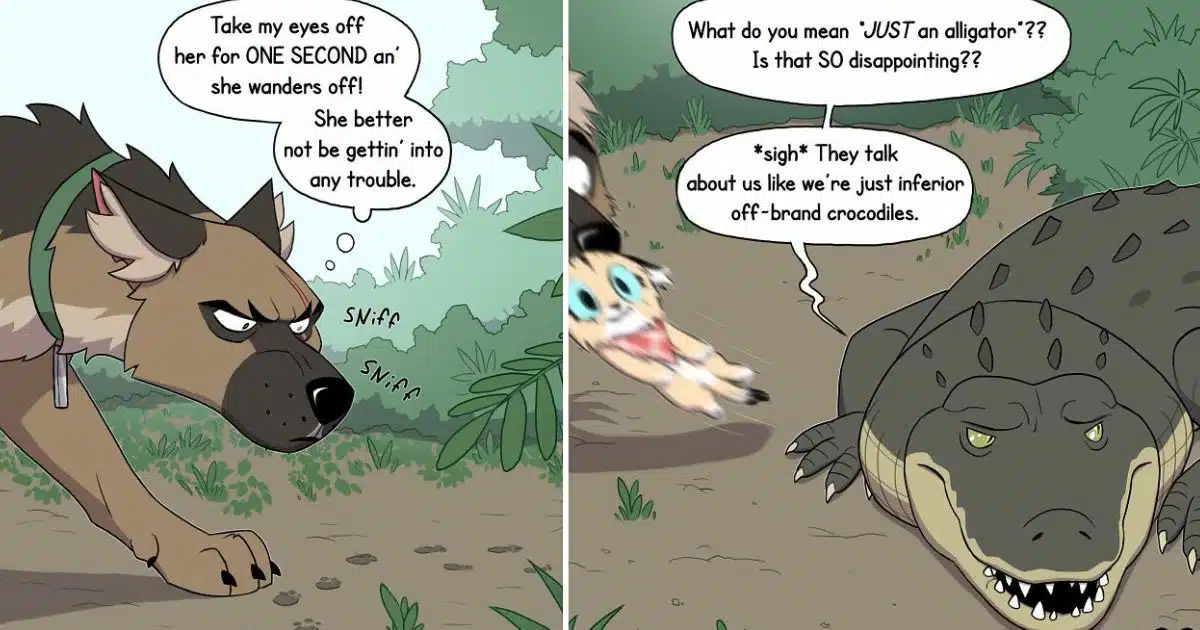 Take my eyes off
her for ONE SECOND an'
she wanders off!
She better
not be gettin' into
any trouble.
SNiff
SNiff
What do you mean "JUST an alligator"??
Is that SO disappointing??
*sigh* They talk
about us like we're just inferior
off-brand crocodiles.